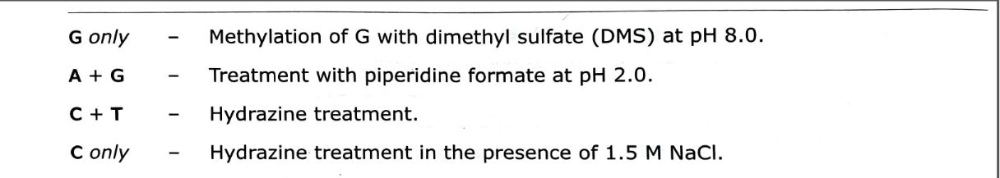 G only – Methylation of G with dimethyl sulfate (DMS) at pH 8.0.
A + G – Treatment with piperidine formate at pH 2.0.
C + T – Hydrazine treatment.
C only – Hydrazine treatment in the presence of 1.5 M NaCl.